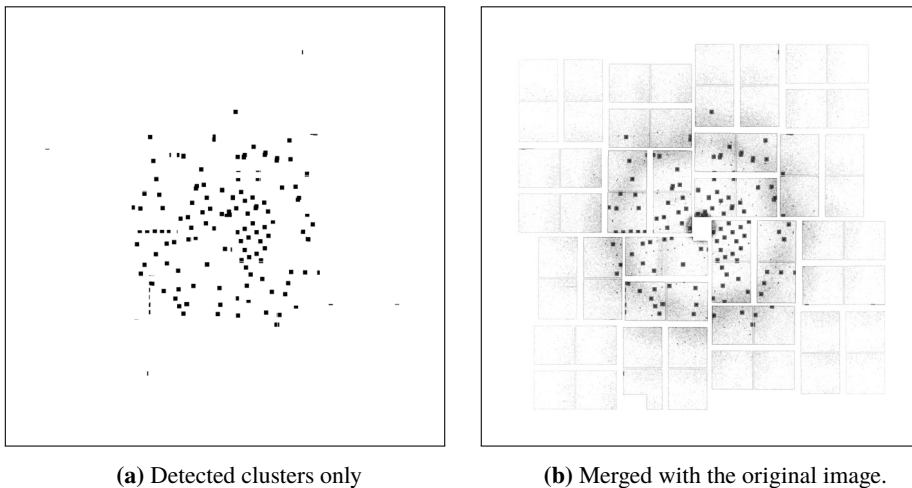 (a) Detected clusters only
(b) Merged with the original image.